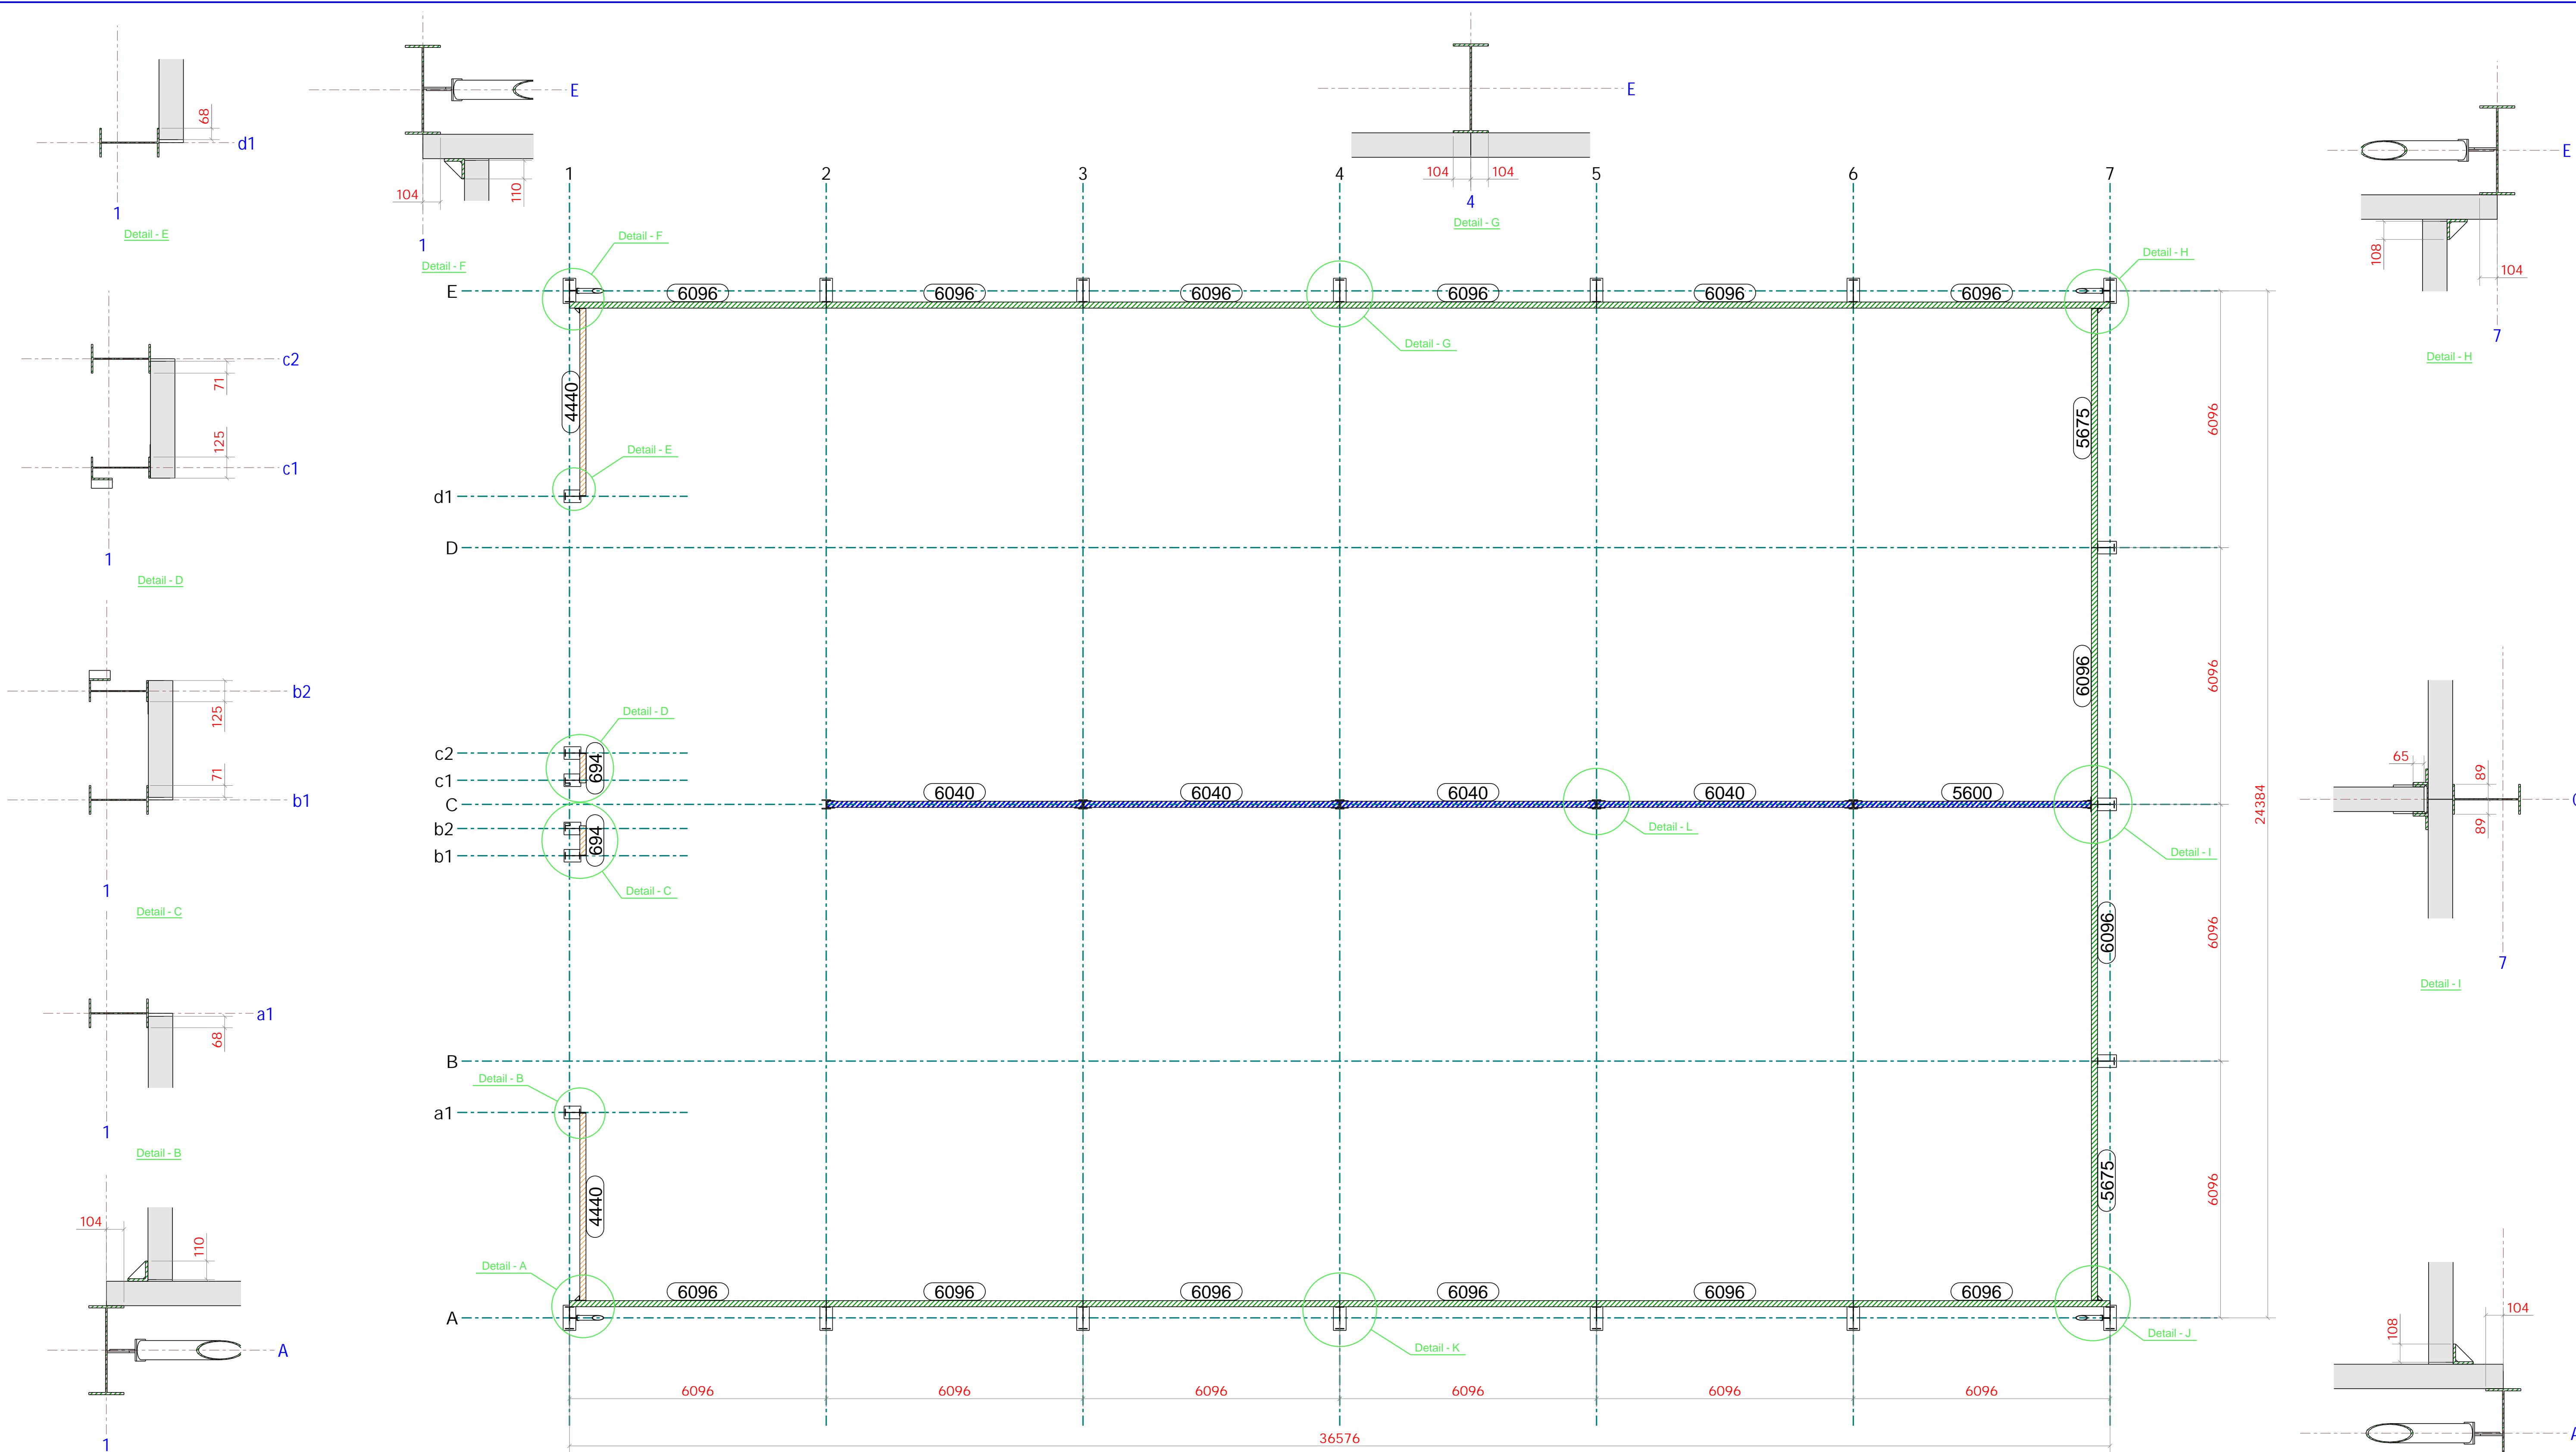 68
d1
1
Detail - E
E
104
110
1
Detail - F
E
104
104
4
Detail - G
E
108
104
7
Detail - H
c2
71
125
c1
1
Detail - D
b2
125
71
b1
1
Detail - C
a1
68
1
Detail - B
104
110
A
1
1
2
3
4
5
6
7
Detail - F
Detail - H
E
6096
6096
6096
6096
6096
6096
Detail - G
4440
5675
6096
Detail - E
d1
D
6096
6096
Detail - D
c2
694
c1
C
6040
6040
6040
6040
5600
24384
b2
694
Detail - L
b1
Detail - I
Detail - C
6096
6096
B
Detail - B
a1
4440
5675
6096
Detail - A
6096
6096
6096
6096
6096
6096
A
Detail - K
Detail - J
6096
6096
6096
6096
6096
6096
36576
65
89
89
7
Detail - I
108
104